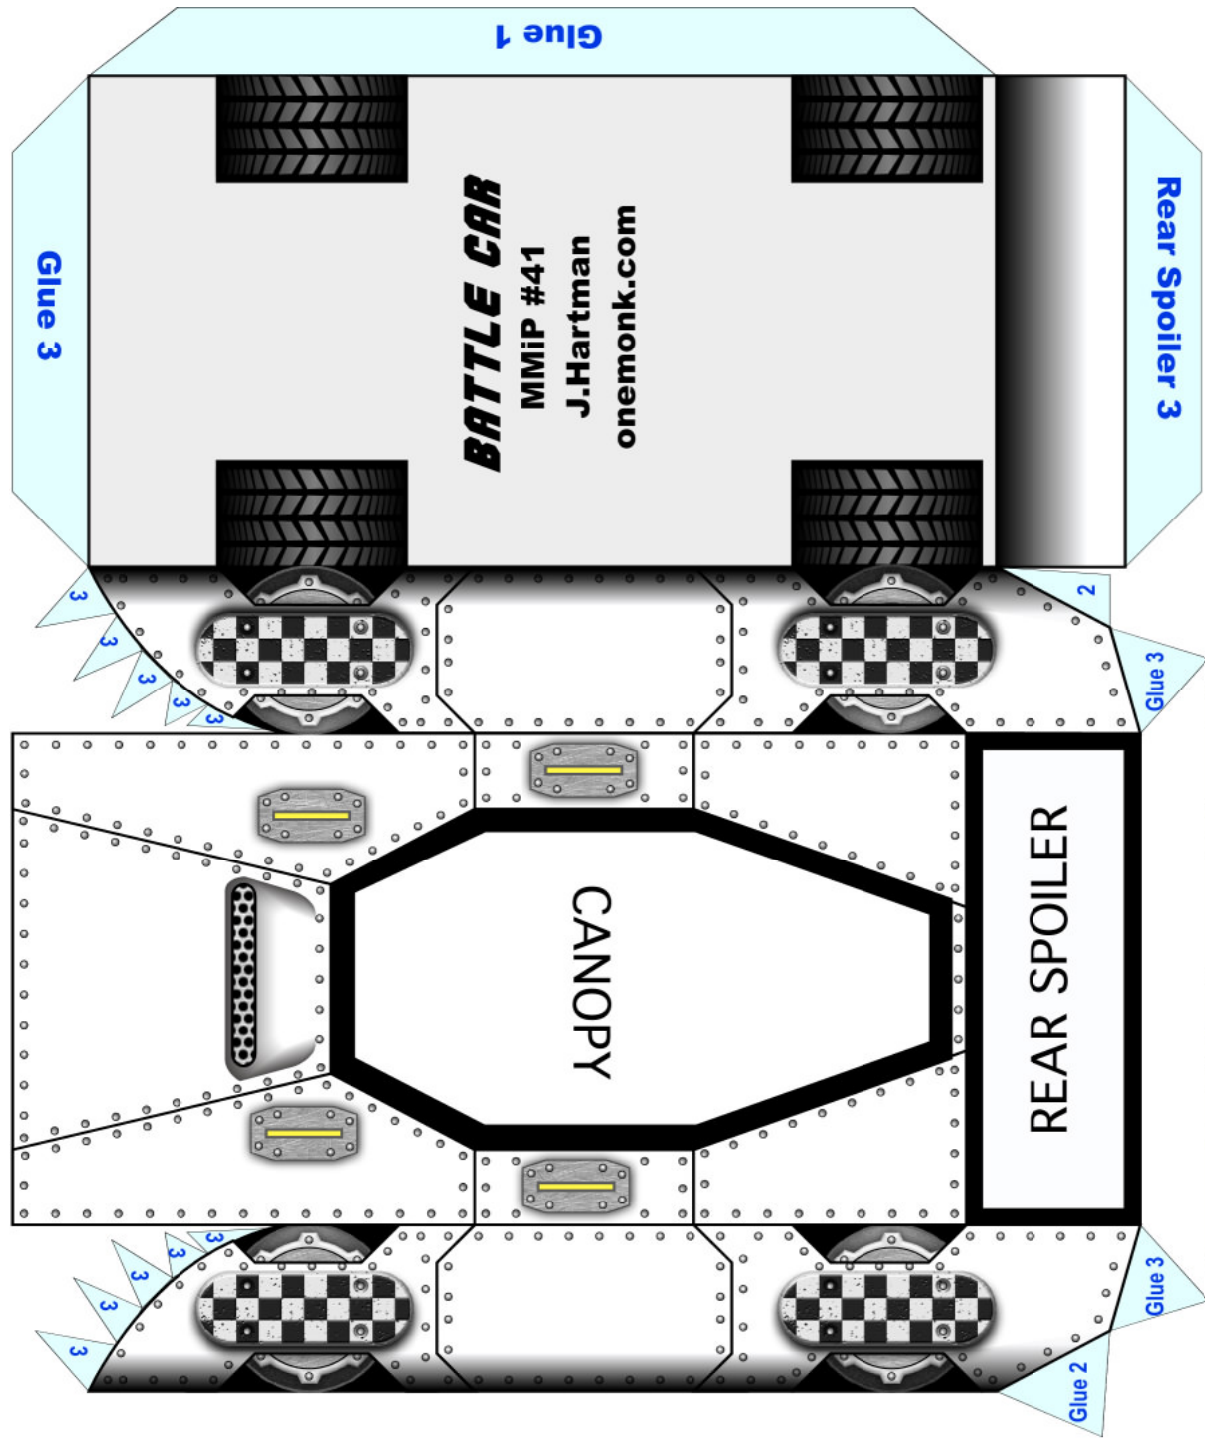 Glue 1
Glue 3
BATTLE CAR
MMiP #41
J.Hartman
onemonk.com
Rear Spoiler 3
3
3
3
3
3
2
Glue 3
CANOPY
REAR SPOILER
3
3
3
3
3
Glue 3
Glue 2